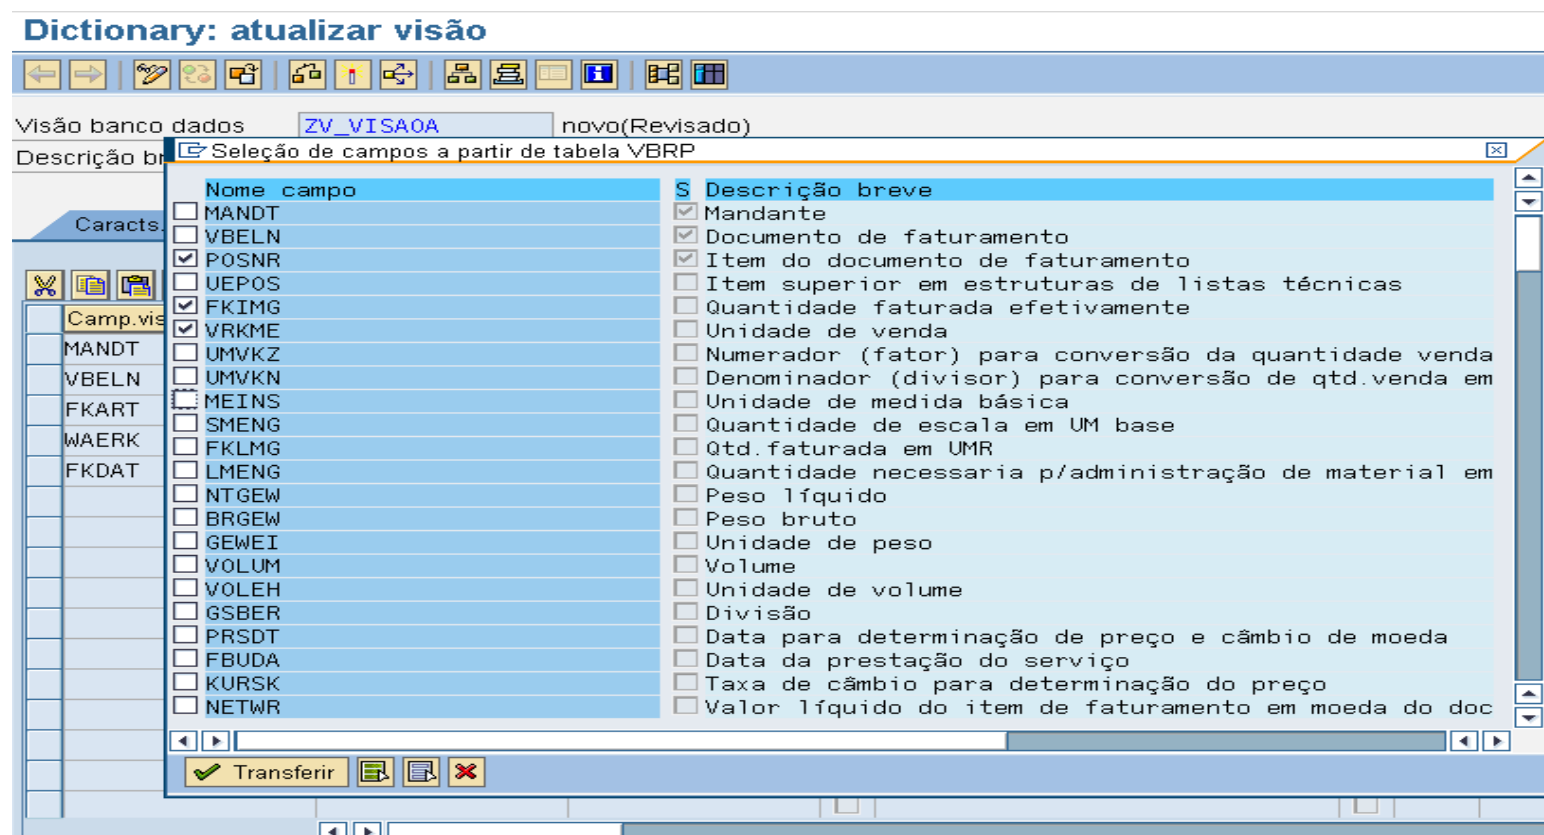 Dictionary: atualizar visão
Visão banco dados ZV_VISAOA novo(Revisado)
Descrição br
Seleção de campos a partir de tabela VBRP
Caracts.
Camp.vis
MANDT
VBELN
FKART
WAERK
FKDAT
Nome campo S Descrição breve
MANDT Mandante
VBELN Documento de faturamento
POSNR Item do documento de faturamento
UEPOS Item superior em estruturas de listas técnicas
FKIMG Quantidade faturada efetivamente
VRKME Unidade de venda
UMVKZ Numerador (fator) para conversão da quantidade venda
UMVKN Denominador (divisor) para conversão de qtd.venda em
MEINS Unidade de medida básica
SMENG Quantidade de escala em UM base
FKLMG Qtd.faturada em UMR
LMENG Quantidade necessaria p/administração de material em
NTGEW Peso líquido
BRGEW Peso bruto
GEWEI Unidade de peso
VOLUM Volume
VOLEH Unidade de volume
GSBER Divisão
PRSDT Data para determinação de preço e câmbio de moeda
FBUDA Data da prestação do serviço
KURSK Taxa de câmbio para determinação do preço
NETWR Valor líquido do item de faturamento em moeda do doc
Transferir